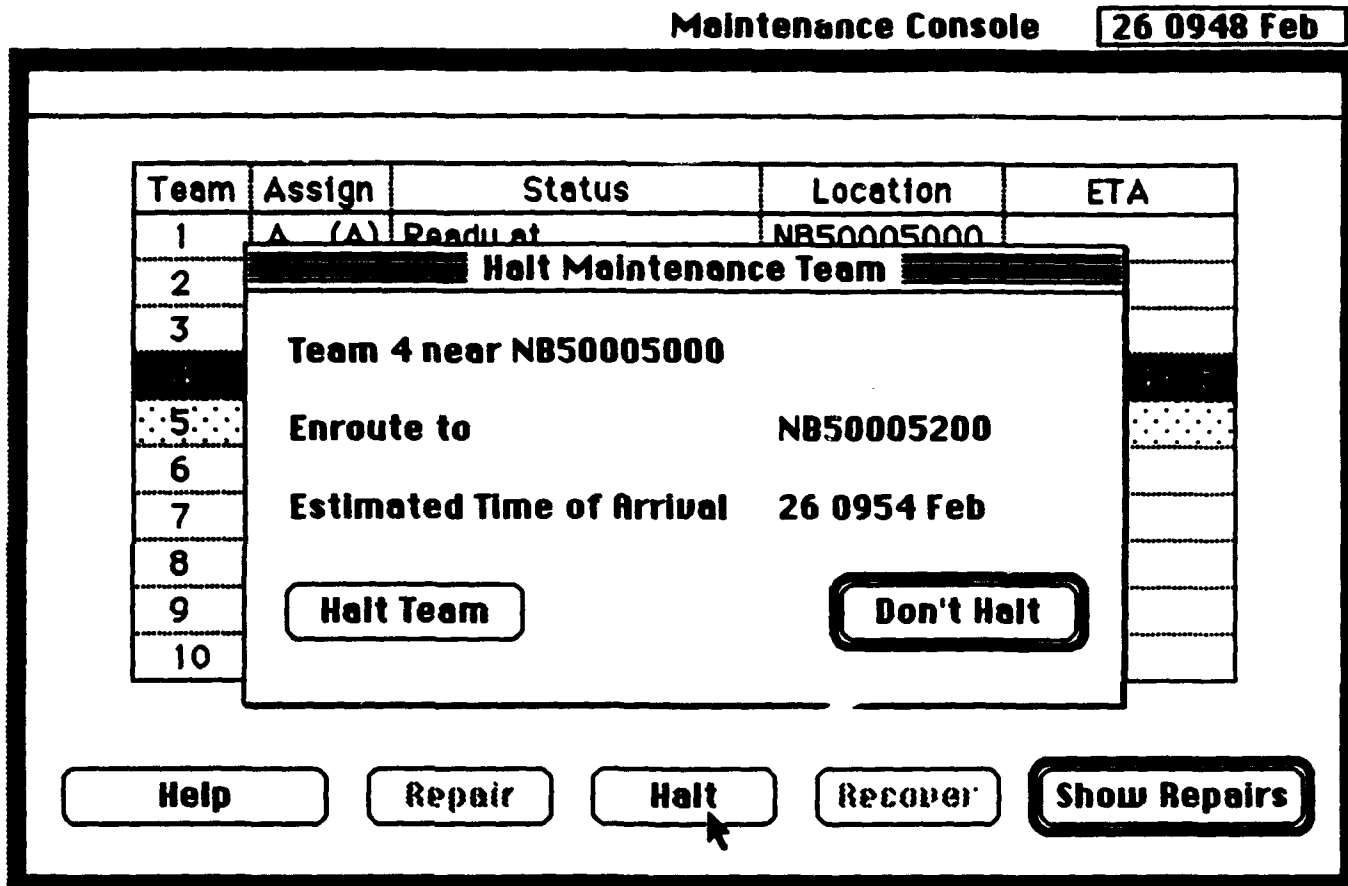 Maintenance Console 26 0948 Feb
Team Assign Status Location ETA
1 A (A) Ready at NB50005000
2
Halt Maintenance Team
3
Team 4 near NB50005000
5
Enroute to NB50005200
6
7
Estimated Time of Arrival 26 0954 Feb
8
9
Halt Team Don't Halt
10
Help Repair Halt Recover Show Repairs